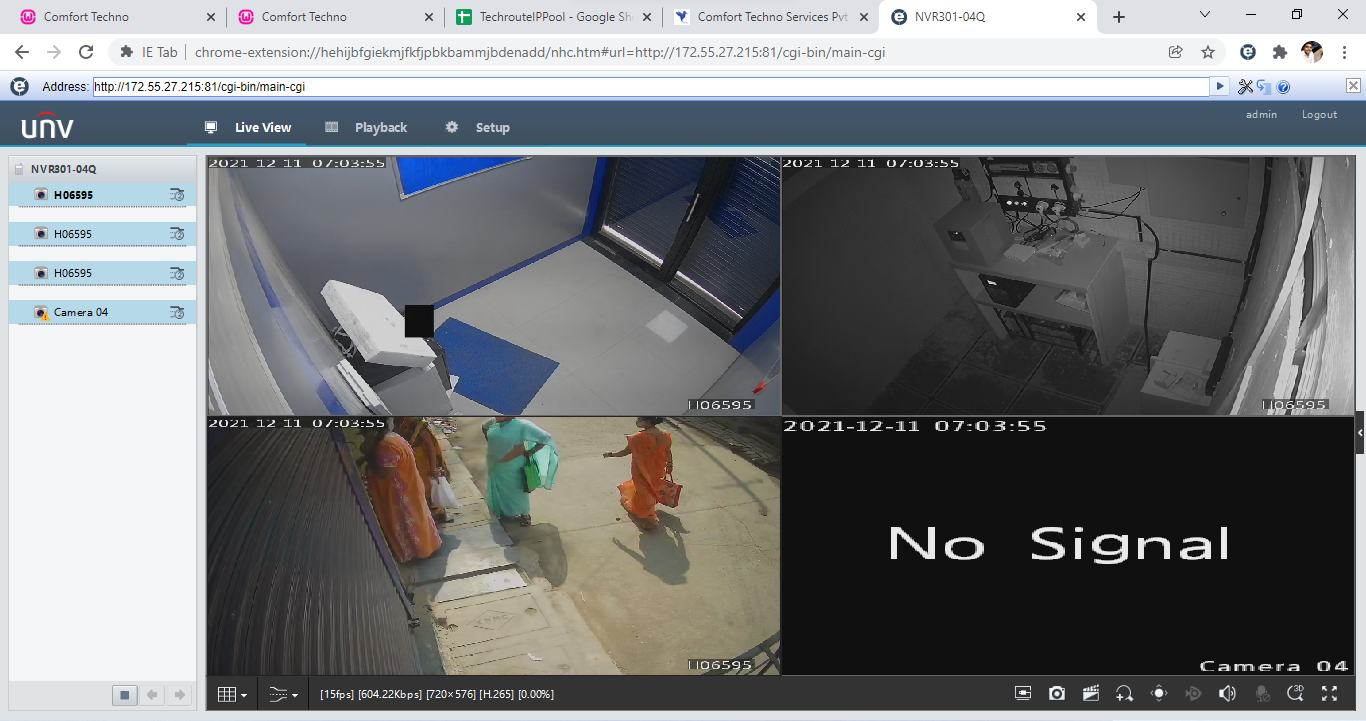 Comfort Techno
Comfort Techno
TechrouteIPPool - Google Sh
Comfort Techno Services Pvt
NVR301-04Q
IE Tab
chrome-extension://hehijbfgiekmjfkfjpbkbammjbdenadd/nhc.htm#url=http://172.55.27.215:81/cgi-bin/main-cgi
Address: http://172.55.27.215:81/cgi-bin/main-cgi
unv
Live View
Playback
Setup
admin
Logout
NVR301-04Q
H06595
H06595
H06595
Camera 04
2021 12 11 07:03:55
H06595
2021 12 11 07:03:55
H06595
2021 12 11 07:03:55
H06595
2021-12-11 07:03:55
No Signal
Camera 04
[15fps] [604.22Kbps] [720×576] [H.265] [0.00%]
3D